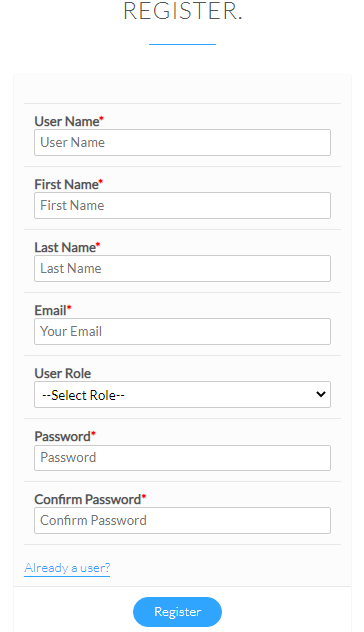 REGISTER.
User Name*
User Name
First Name*
First Name
Last Name*
Last Name
Email*
Your Email
User Role
--Select Role--
Password*
Password
Confirm Password*
Confirm Password
Already a user?
Register